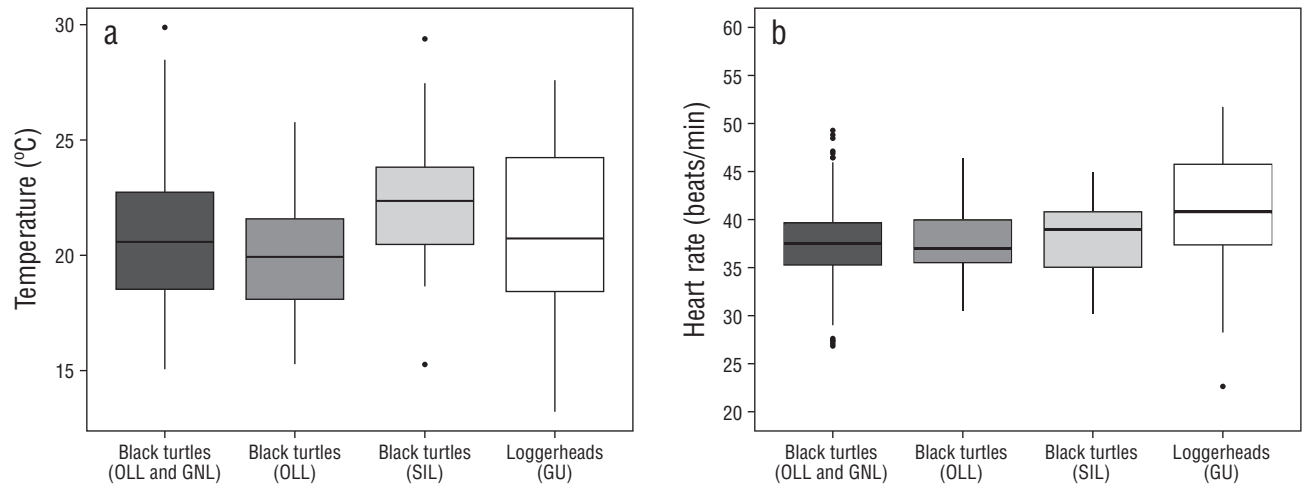 a
Temperature (ºC)
30
25
20
15
Black turtles
(OLL and GNL)
Black turtles
(OLL)
Black turtles
(SIL)
Loggerheads
(GU)
b
Heart rate (beats/min)
60
55
50
45
40
35
30
25
20
Black turtles
(OLL and GNL)
Black turtles
(OLL)
Black turtles
(SIL)
Loggerheads
(GU)